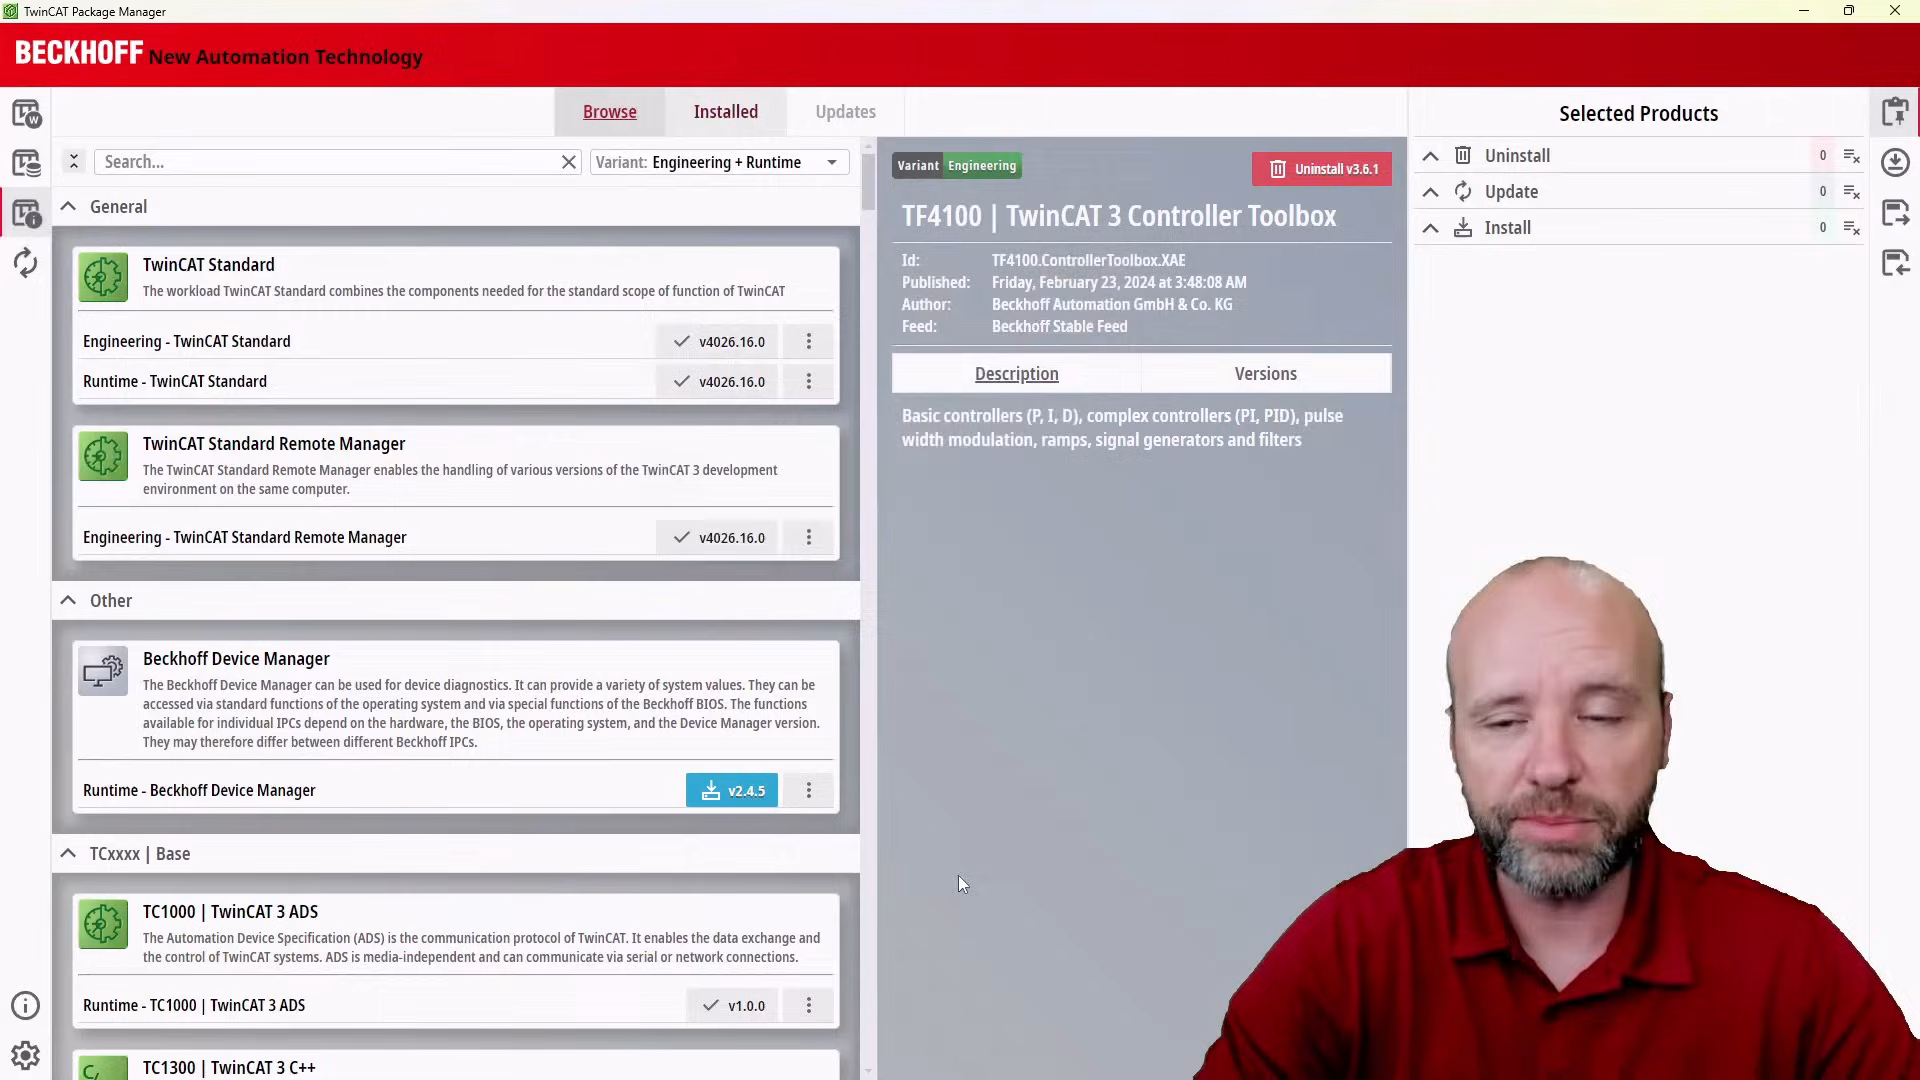 TwinCAT Package Manager
BECKHOFF New Automation Technology
Browse
Installed
Updates
Search...
Variant: Engineering + Runtime
General
TwinCAT Standard
The workload TwinCAT Standard combines the components needed for the standard scope of function of TwinCAT
Engineering - TwinCAT Standard
v4026.16.0
Runtime - TwinCAT Standard
v4026.16.0
TwinCAT Standard Remote Manager
The TwinCAT Standard Remote Manager enables the handling of various versions of the TwinCAT 3 development
environment on the same computer.
Engineering - TwinCAT Standard Remote Manager
v4026.16.0
Other
Beckhoff Device Manager
The Beckhoff Device Manager can be used for device diagnostics. It can provide a variety of system values. They can be
accessed via standard functions of the operating system and via special functions of the Beckhoff BIOS. The functions
available for individual IPCs depend on the hardware, the BIOS, the operating system, and the Device Manager version.
They may therefore differ between different Beckhoff IPCs.
Runtime - Beckhoff Device Manager
v2.4.5
TCxxxx | Base
TC1000 | TwinCAT 3 ADS
The Automation Device Specification (ADS) is the communication protocol of TwinCAT. It enables the data exchange and
the control of TwinCAT systems. ADS is media-independent and can communicate via serial or network connections.
Runtime - TC1000 | TwinCAT 3 ADS
v1.0.0
TC1300 | TwinCAT 3 C++
Variant Engineering
Uninstall v3.6.1
TF4100 | TwinCAT 3 Controller Toolbox
Id: TF4100.ControllerToolbox.XAE
Published: Friday, February 23, 2024 at 3:48:08 AM
Author: Beckhoff Automation GmbH & Co. KG
Feed: Beckhoff Stable Feed
Description
Versions
Basic controllers (P, I, D), complex controllers (PI, PID), pulse
width modulation, ramps, signal generators and filters
Selected Products
Uninstall 0
Update 0
Install 0